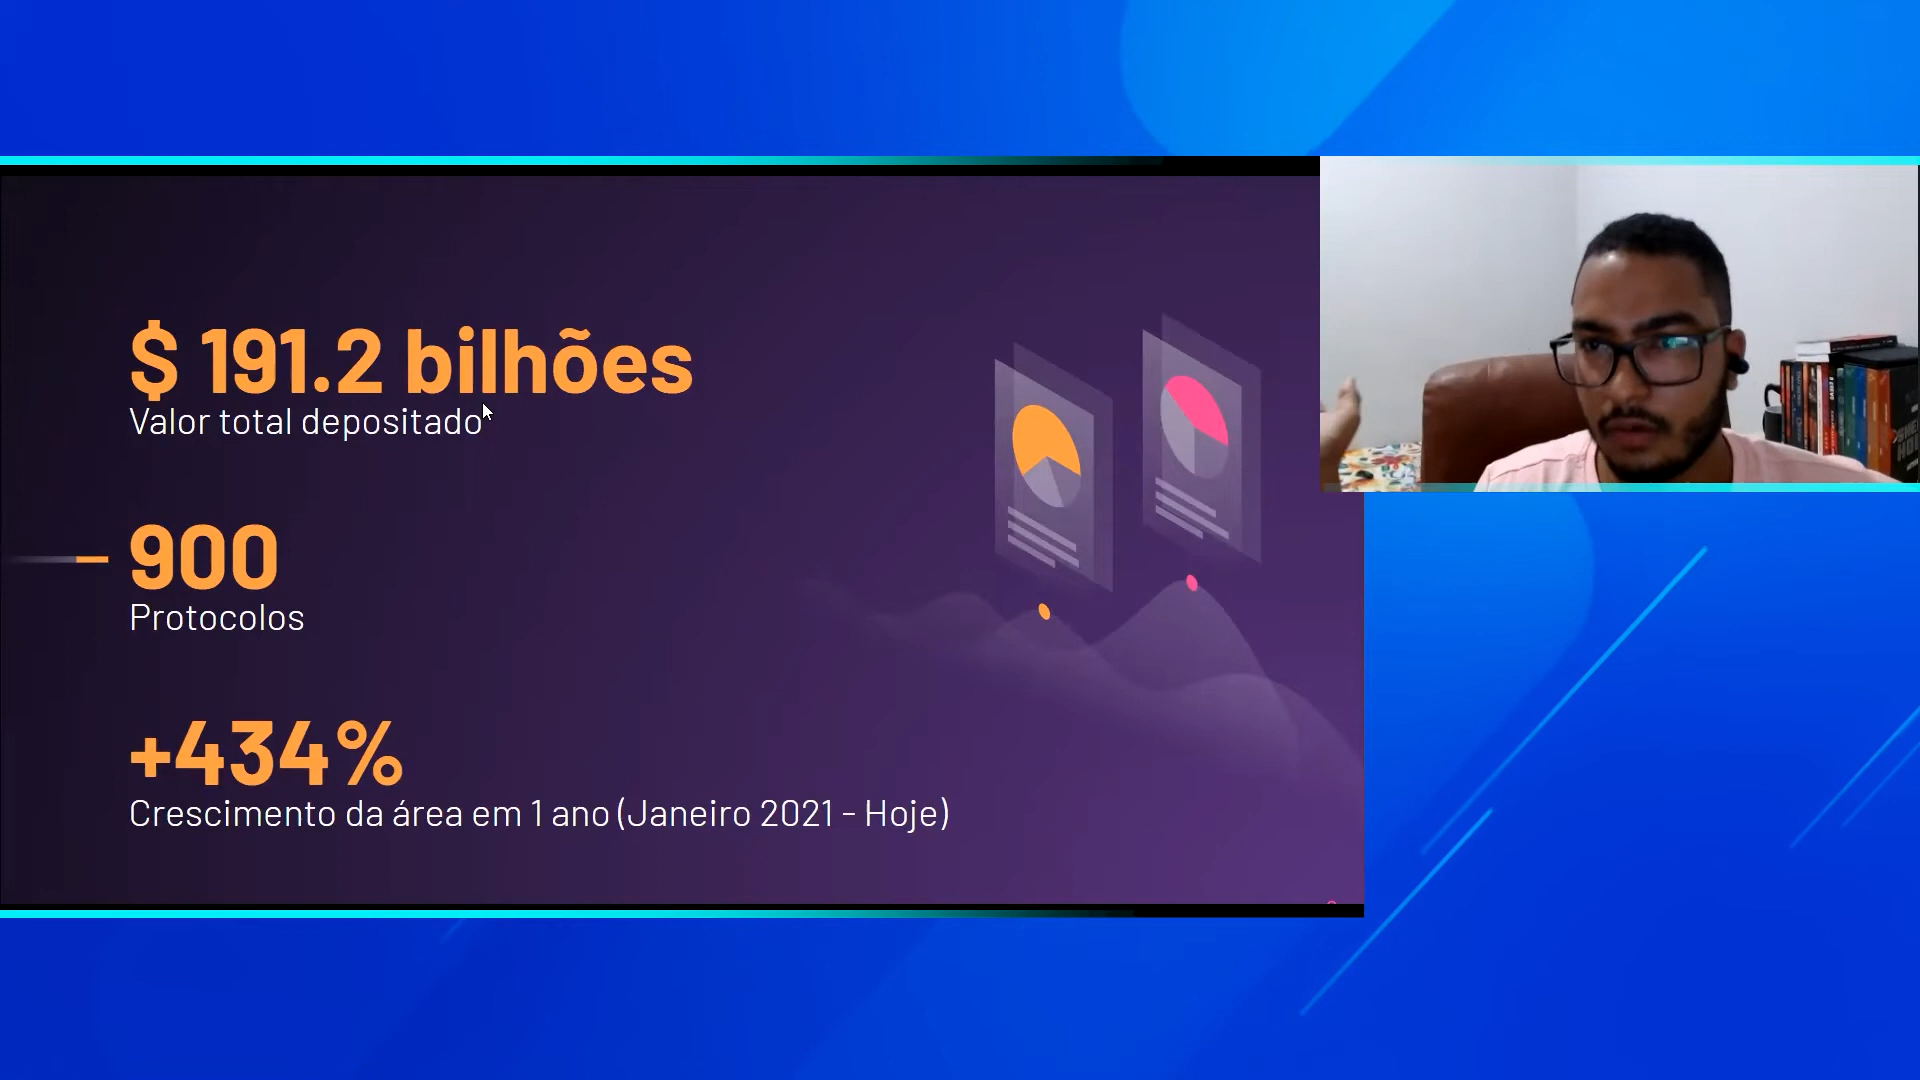 $ 191.2 bilhões
Valor total depositado
900
Protocolos
+434%
Crescimento da área em 1 ano (Janeiro 2021 - Hoje)